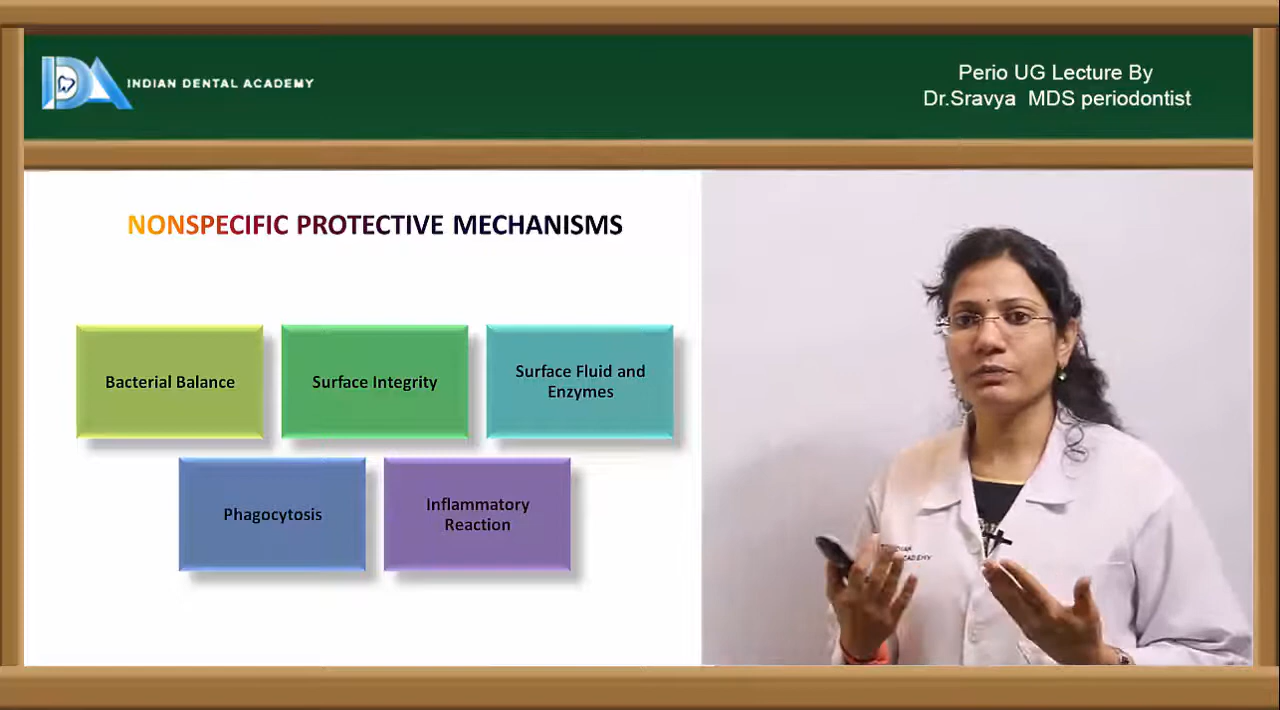 INDIAN DENTAL ACADEMY
Perio UG Lecture By
Dr.Sravya MDS periodontist
NONSPECIFIC PROTECTIVE MECHANISMS
Bacterial Balance
Surface Integrity
Surface Fluid and
Enzymes
Phagocytosis
Inflammatory
Reaction